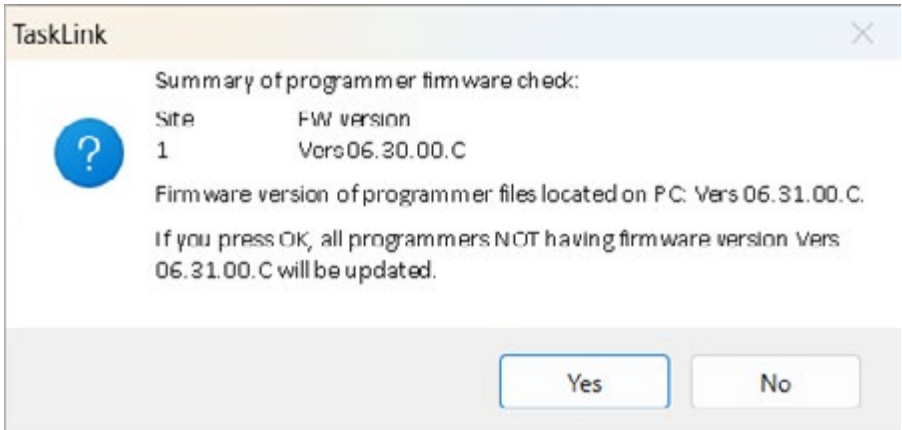 TaskLink
Summary of programmer firmware check:
Site FW version
1 Vers 06.30.00.C
Firmware version of programmer files located on PC: Vers 06.31.00.C.
If you press OK, all programmers NOT having firmware version Vers
06.31.00.C will be updated.
Yes No